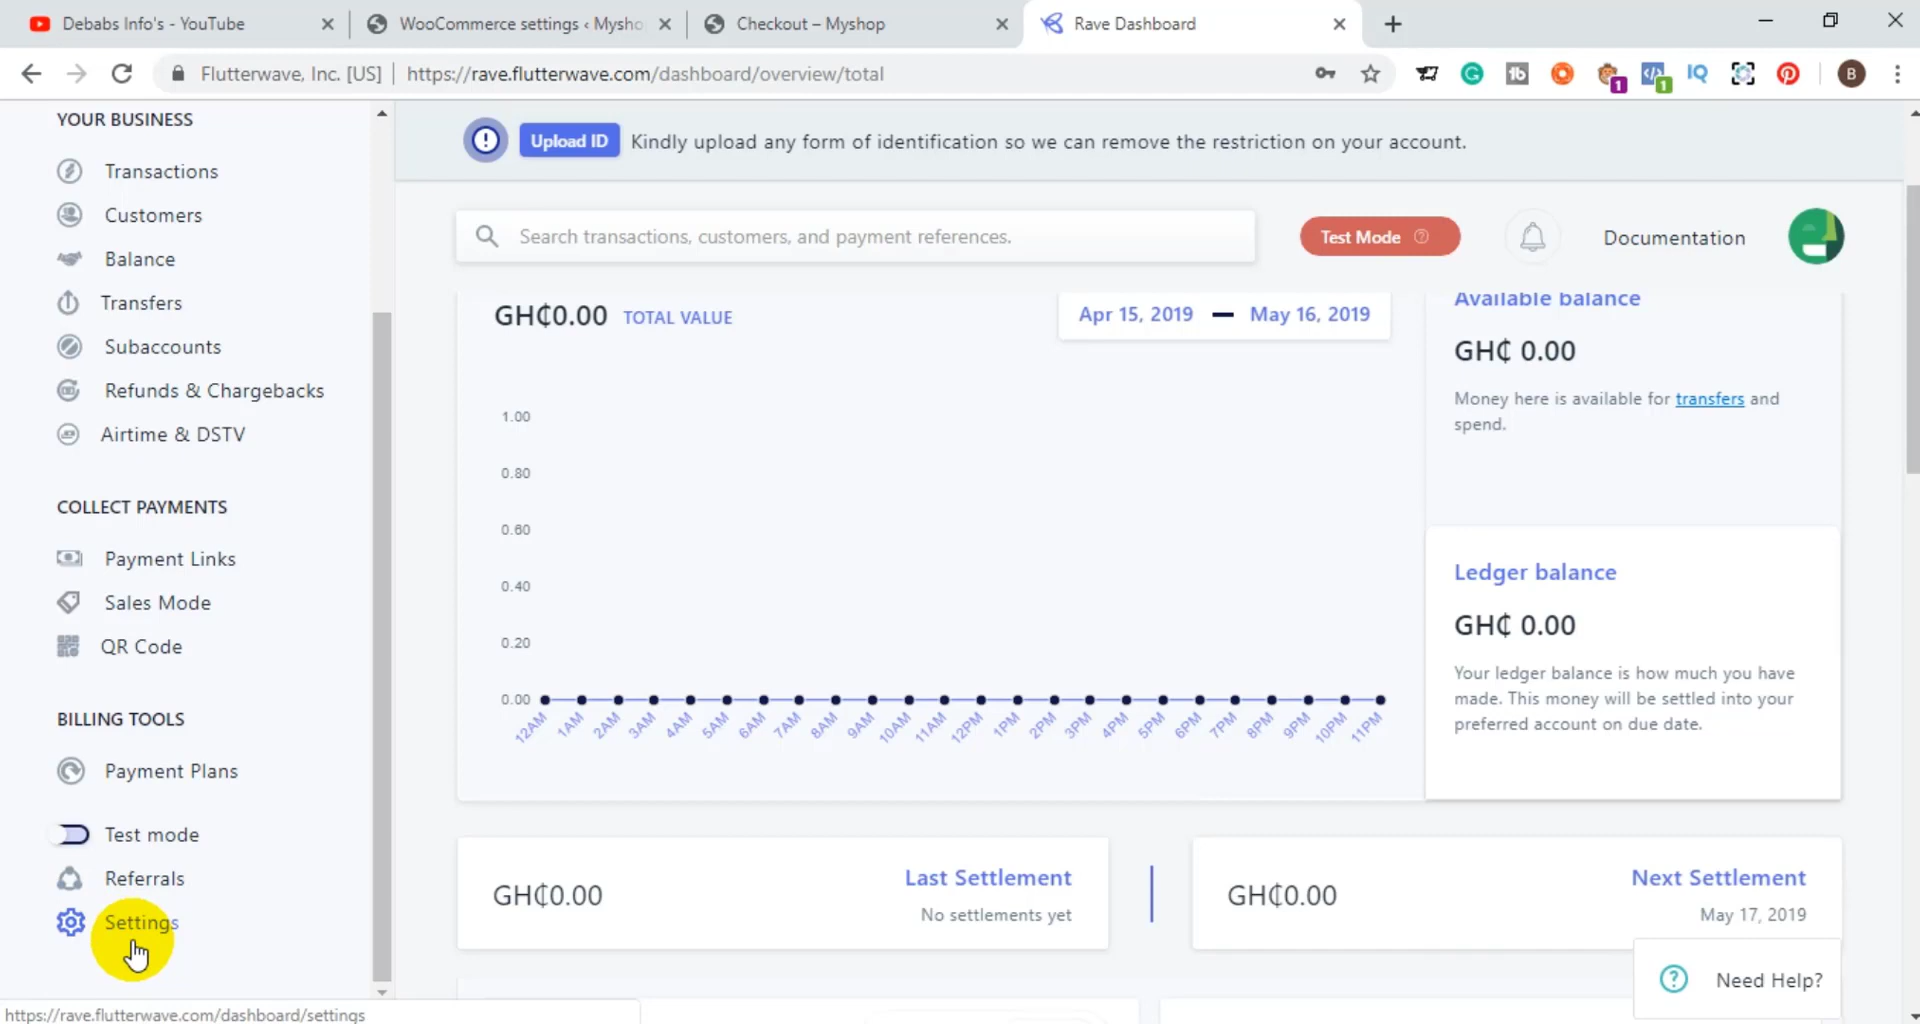 Debabs Info's - YouTube
WooCommerce settings ‹ Mysho
Checkout – Myshop
Rave Dashboard
Flutterwave, Inc. [US]
https://rave.flutterwave.com/dashboard/overview/total
1
1
IQ
B
YOUR BUSINESS
Transactions
Customers
Balance
Transfers
Subaccounts
Refunds & Chargebacks
Airtime & DSTV
COLLECT PAYMENTS
Payment Links
Sales Mode
QR Code
BILLING TOOLS
Payment Plans
Test mode
Referrals
Settings
https://rave.flutterwave.com/dashboard/settings
Upload ID
Kindly upload any form of identification so we can remove the restriction on your account.
Search transactions, customers, and payment references.
Test Mode
Documentation
GH₵0.00 TOTAL VALUE
Apr 15, 2019 — May 16, 2019
1.00
0.80
0.60
0.40
0.20
0.00
12AM 1AM 2AM 3AM 4AM 5AM 6AM 7AM 8AM 9AM 10AM 11AM 12PM 1PM 2PM 3PM 4PM 5PM 6PM 7PM 8PM 9PM 10PM 11PM
Available balance
GH₵ 0.00
Money here is available for transfers and
spend.
Ledger balance
GH₵ 0.00
Your ledger balance is how much you have
made. This money will be settled into your
preferred account on due date.
GH₵0.00
Last Settlement
No settlements yet
GH₵0.00
Next Settlement
May 17, 2019
Need Help?